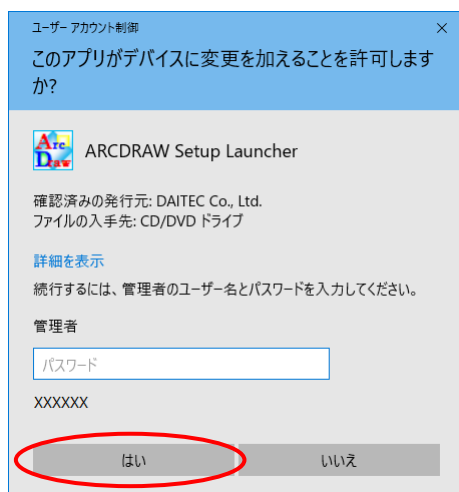 ユーザー アカウント制御
このアプリがデバイスに変更を加えることを許可します
か?
Arc
Draw
ARCDRAW Setup Launcher
確認済みの発行元: DAITEC Co., Ltd.
ファイルの入手先: CD/DVD ドライブ
詳細を表示
続行するには、管理者のユーザー名とパスワードを入力してください。
管理者
パスワード
XXXXXX
はい
いいえ